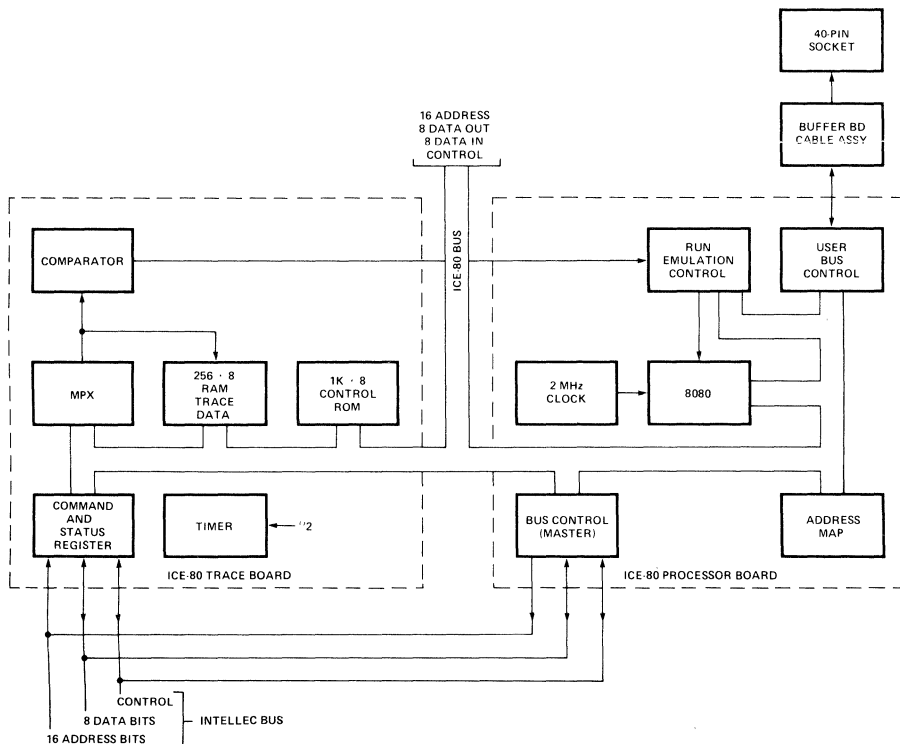 40-PIN
SOCKET
16 ADDRESS
8 DATA OUT
8 DATA IN
CONTROL
BUFFER BD
CABLE ASSY
ICE-80 BUS
COMPARATOR
RUN
EMULATION
CONTROL
USER
BUS
CONTROL
MPX
256 · 8
RAM
TRACE
DATA
1K · 8
CONTROL
ROM
2 MHz
CLOCK
8080
COMMAND
AND
STATUS
REGISTER
TIMER
BUS CONTROL
(MASTER)
ADDRESS
MAP
ICE-80 TRACE BOARD
ICE-80 PROCESSOR BOARD
CONTROL
8 DATA BITS
INTELLEC BUS
16 ADDRESS BITS